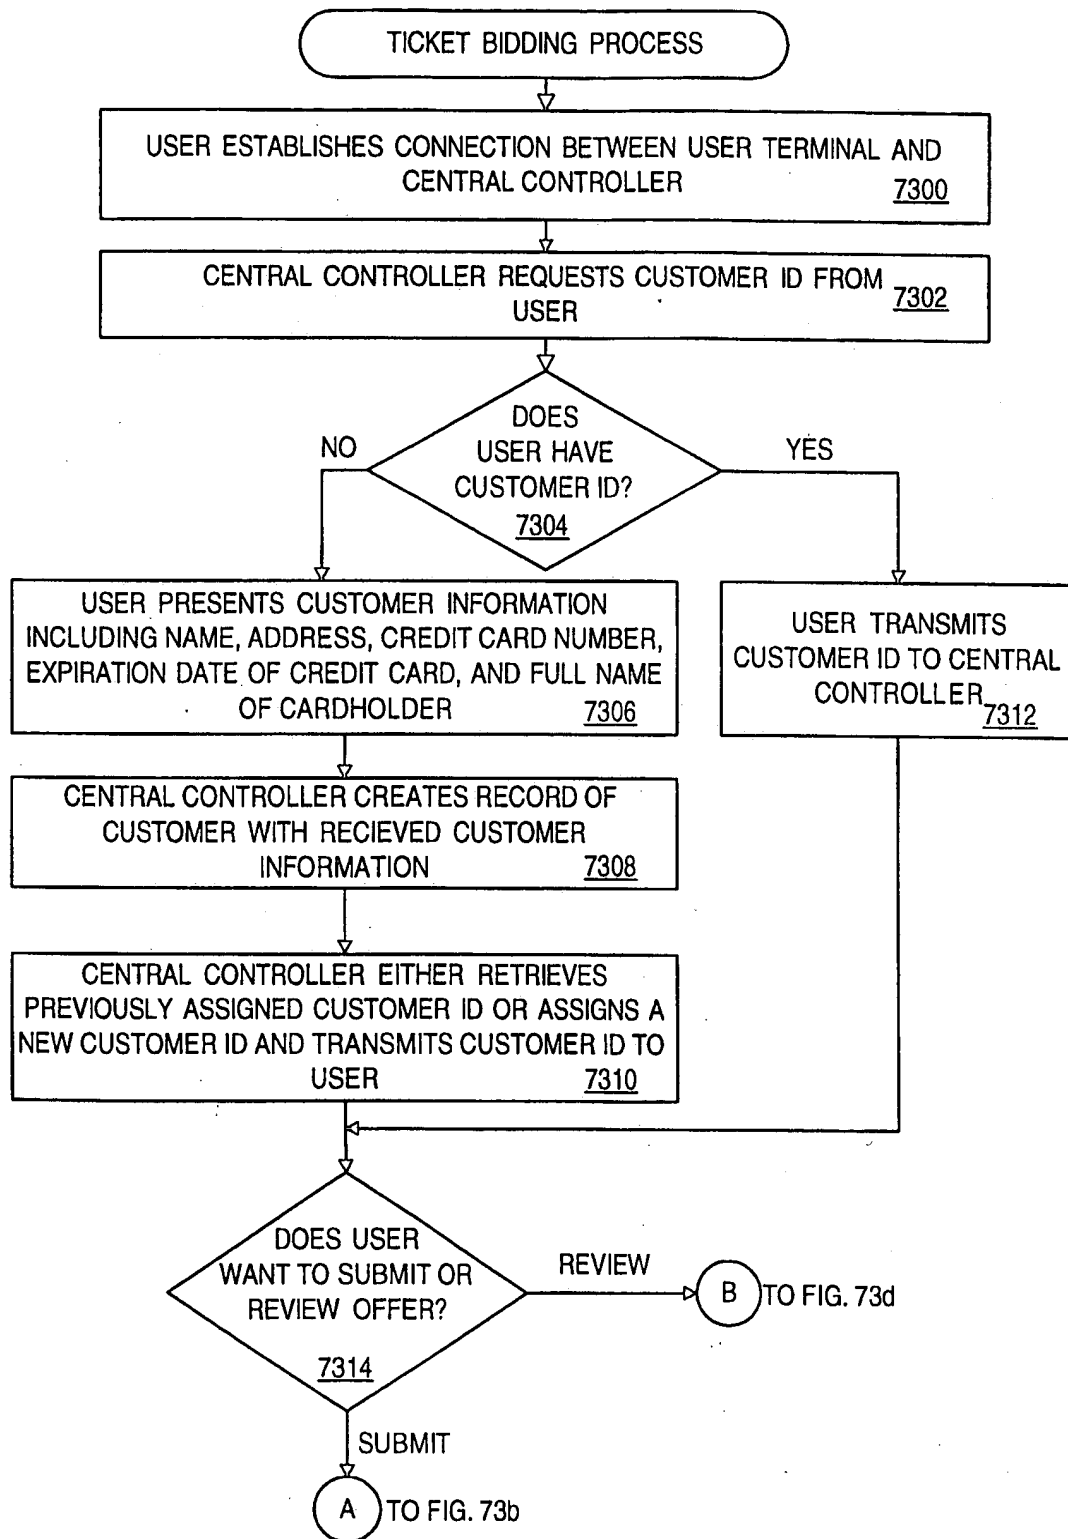 TICKET BIDDING PROCESS
USER ESTABLISHES CONNECTION BETWEEN USER TERMINAL AND
CENTRAL CONTROLLER
7300
CENTRAL CONTROLLER REQUESTS CUSTOMER ID FROM
USER
7302
DOES
USER HAVE
CUSTOMER ID?
7304
NO
YES
USER PRESENTS CUSTOMER INFORMATION
INCLUDING NAME, ADDRESS, CREDIT CARD NUMBER,
EXPIRATION DATE OF CREDIT CARD, AND FULL NAME
OF CARDHOLDER
7306
USER TRANSMITS
CUSTOMER ID TO CENTRAL
CONTROLLER
7312
CENTRAL CONTROLLER CREATES RECORD OF
CUSTOMER WITH RECIEVED CUSTOMER
INFORMATION
7308
CENTRAL CONTROLLER EITHER RETRIEVES
PREVIOUSLY ASSIGNED CUSTOMER ID OR ASSIGNS A
NEW CUSTOMER ID AND TRANSMITS CUSTOMER ID TO
USER
7310
DOES USER
WANT TO SUBMIT OR
REVIEW OFFER?
7314
REVIEW
B TO FIG. 73d
SUBMIT
A TO FIG. 73b